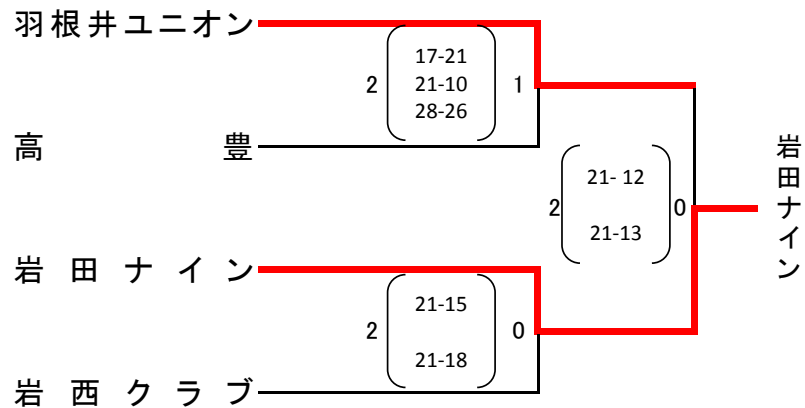 羽根井ユニオン
2
17-21
21-10
28-26
1
高豊
2
21- 12
21-13
0
岩田ナイン
岩田ナイン
2
21-15
21-18
0
岩西クラブ